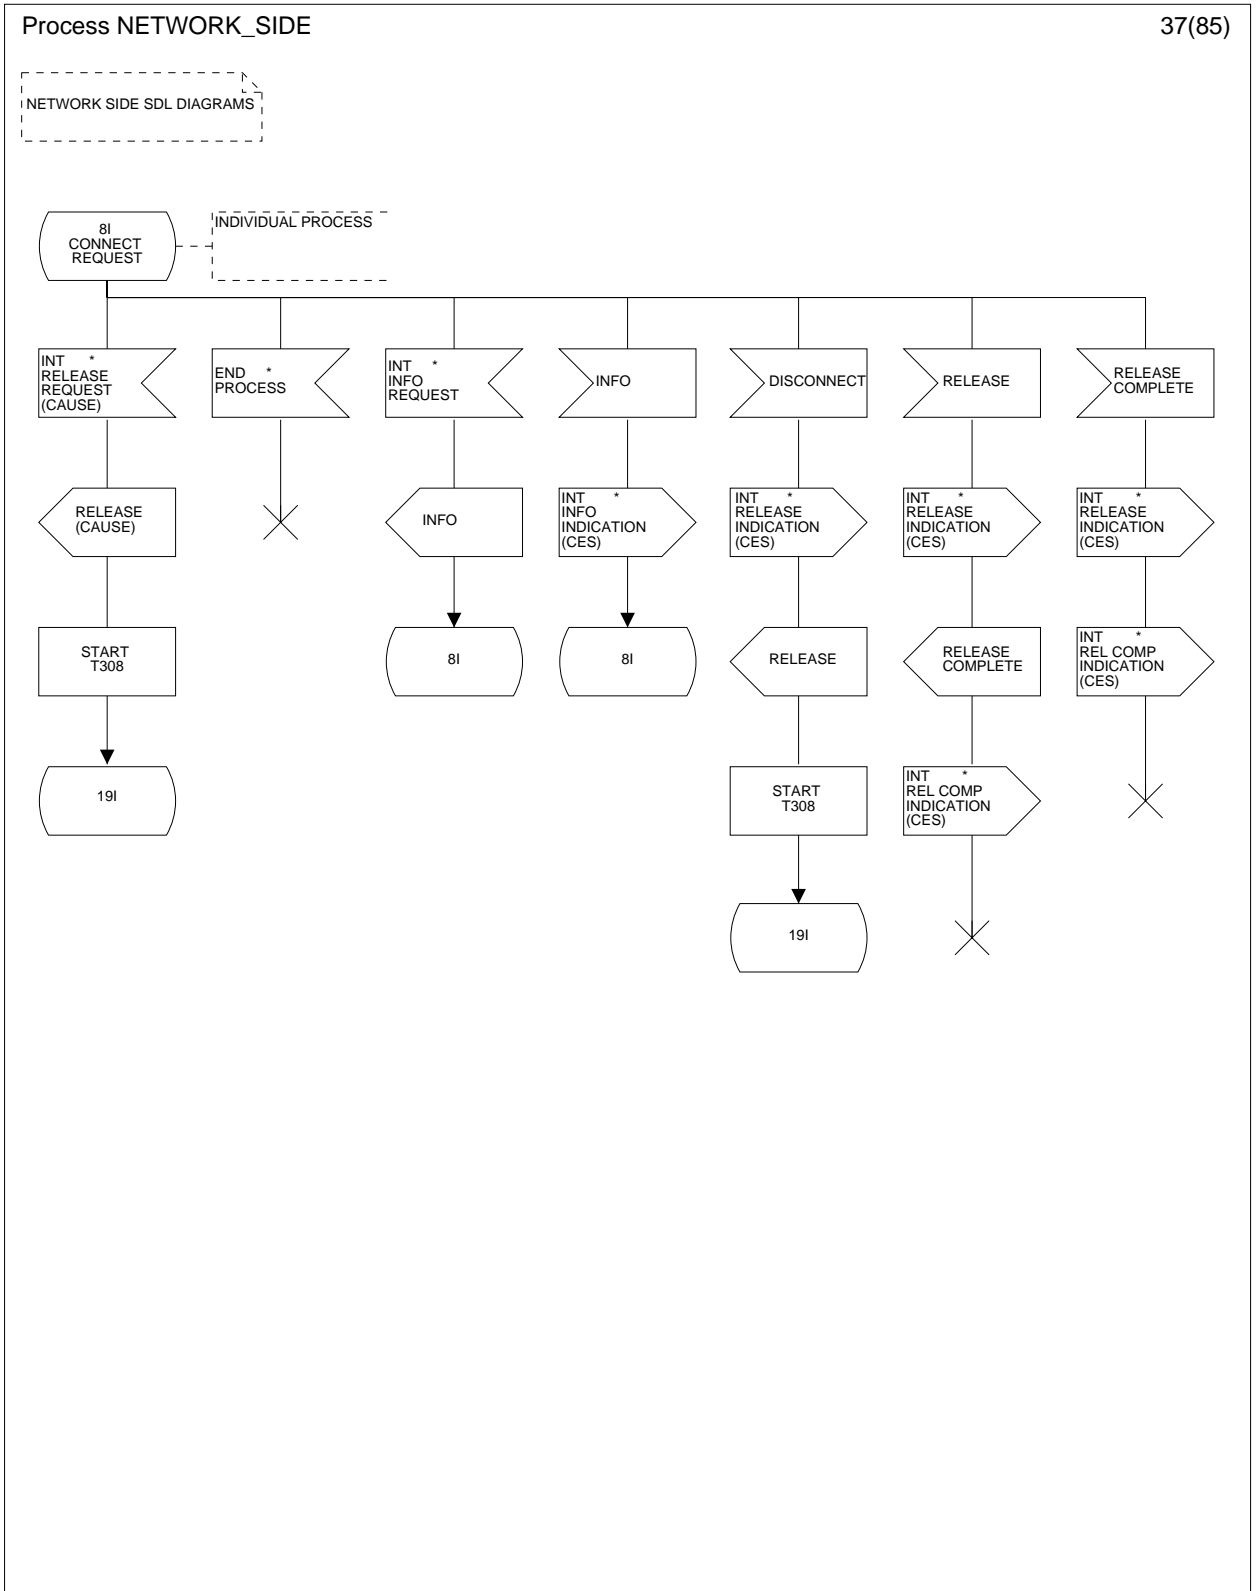 Process NETWORK_SIDE
37(85)
NETWORK SIDE SDL DIAGRAMS
8I
CONNECT
REQUEST
INDIVIDUAL PROCESS
INT *
RELEASE
REQUEST
(CAUSE)
END *
PROCESS
INT *
INFO
REQUEST
INFO
DISCONNECT
RELEASE
RELEASE
COMPLETE
RELEASE
(CAUSE)
INFO
INT *
INFO
INDICATION
(CES)
INT *
RELEASE
INDICATION
(CES)
INT *
RELEASE
INDICATION
(CES)
INT *
RELEASE
INDICATION
(CES)
START
T308
8I
8I
RELEASE
RELEASE
COMPLETE
INT *
REL COMP
INDICATION
(CES)
19I
START
T308
INT *
REL COMP
INDICATION
(CES)
19I